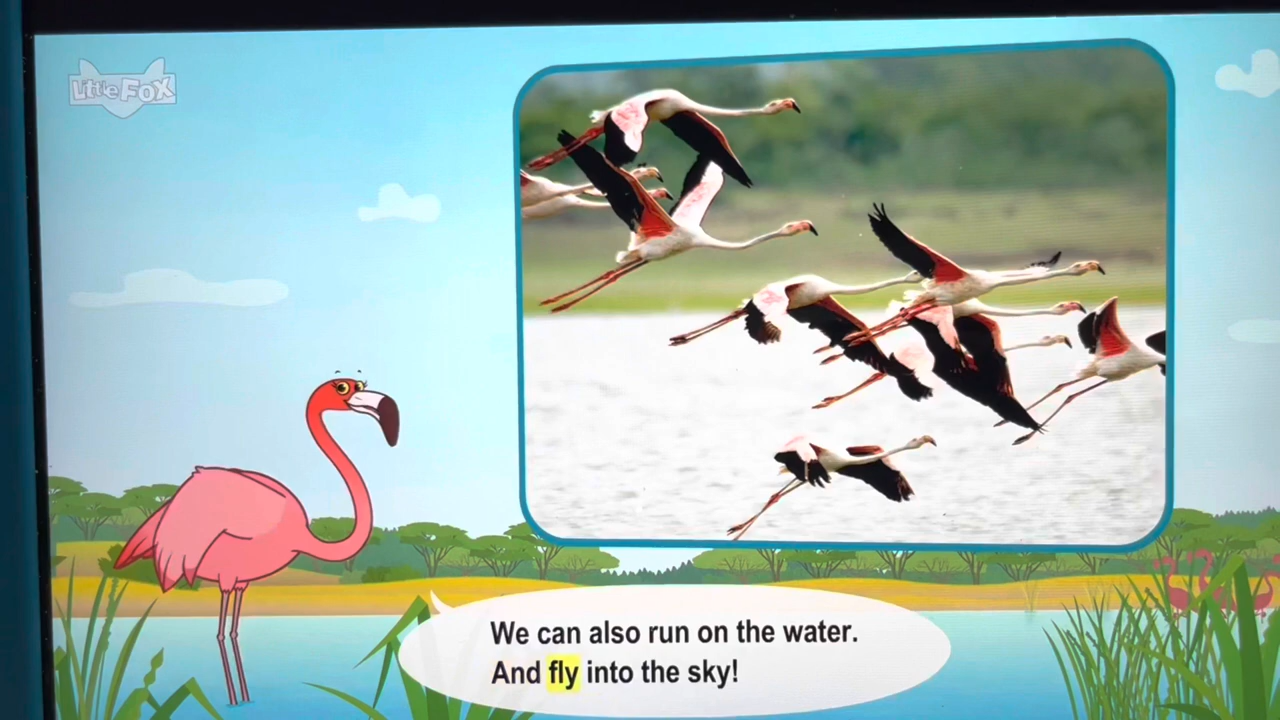 Little Fox
We can also run on the water.
And fly into the sky!